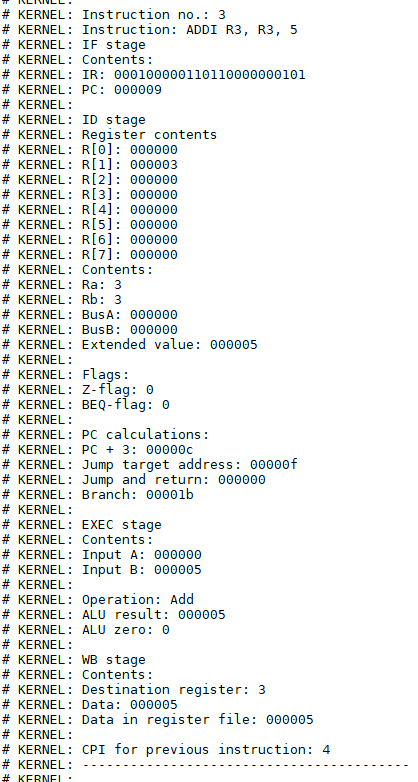 # KERNEL:
# KERNEL: Instruction no.: 3
# KERNEL: Instruction: ADDI R3, R3, 5
# KERNEL: IF stage
# KERNEL: Contents:
# KERNEL: IR: 000100000110110000000101
# KERNEL: PC: 000009
# KERNEL:
# KERNEL: ID stage
# KERNEL: Register contents
# KERNEL: R[0]: 000000
# KERNEL: R[1]: 000003
# KERNEL: R[2]: 000000
# KERNEL: R[3]: 000000
# KERNEL: R[4]: 000000
# KERNEL: R[5]: 000000
# KERNEL: R[6]: 000000
# KERNEL: R[7]: 000000
# KERNEL: Contents:
# KERNEL: Ra: 3
# KERNEL: Rb: 3
# KERNEL: BusA: 000000
# KERNEL: BusB: 000000
# KERNEL: Extended value: 000005
# KERNEL:
# KERNEL: Flags:
# KERNEL: Z-flag: 0
# KERNEL: BEQ-flag: 0
# KERNEL:
# KERNEL: PC calculations:
# KERNEL: PC + 3: 00000c
# KERNEL: Jump target address: 00000f
# KERNEL: Jump and return: 000000
# KERNEL: Branch: 00001b
# KERNEL:
# KERNEL: EXEC stage
# KERNEL: Contents:
# KERNEL: Input A: 000000
# KERNEL: Input B: 000005
# KERNEL:
# KERNEL: Operation: Add
# KERNEL: ALU result: 000005
# KERNEL: ALU zero: 0
# KERNEL:
# KERNEL: WB stage
# KERNEL: Contents:
# KERNEL: Destination register: 3
# KERNEL: Data: 000005
# KERNEL: Data in register file: 000005
# KERNEL:
# KERNEL: CPI for previous instruction: 4
# KERNEL: -----------------------------------------
# KERNEL: